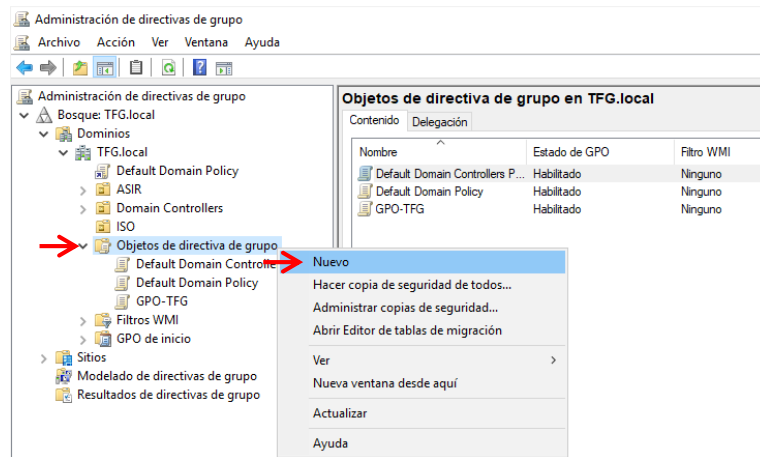 Administración de directivas de grupo
Archivo Acción Ver Ventana Ayuda
Administración de directivas de grupo
Bosque: TFG.local
Dominios
TFG.local
Default Domain Policy
ASIR
Domain Controllers
ISO
Objetos de directiva de grupo
Default Domain Controlle
Default Domain Policy
GPO-TFG
Filtros WMI
GPO de inicio
Sitios
Modelado de directivas de grupo
Resultados de directivas de grupo
Objetos de directiva de grupo en TFG.local
Contenido Delegación
Nombre Estado de GPO Filtro WMI
Default Domain Controllers P... Habilitado Ninguno
Default Domain Policy Habilitado Ninguno
GPO-TFG Habilitado Ninguno
Nuevo
Hacer copia de seguridad de todos...
Administrar copias de seguridad...
Abrir Editor de tablas de migración
Ver
Nueva ventana desde aquí
Actualizar
Ayuda